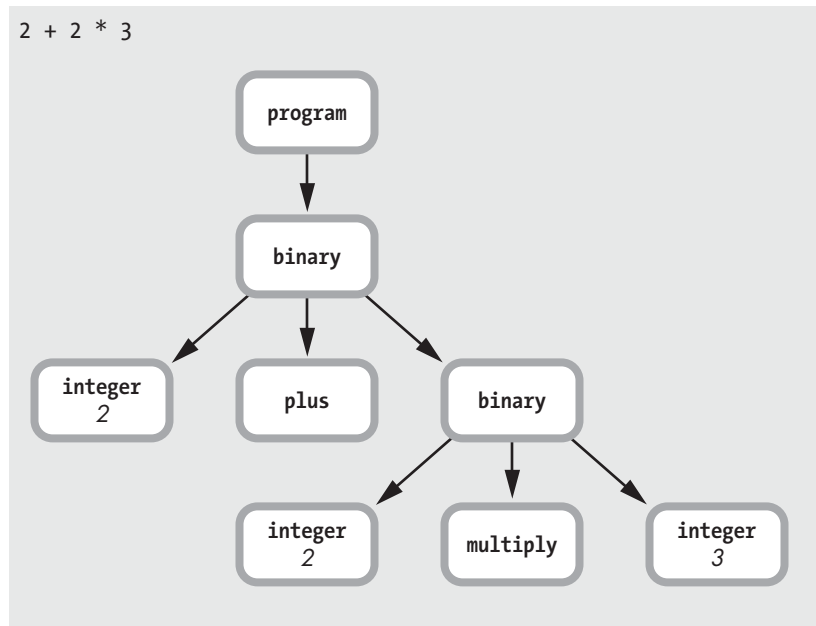 2 + 2 * 3
program
binary
integer
2
plus
binary
integer
2
multiply
integer
3